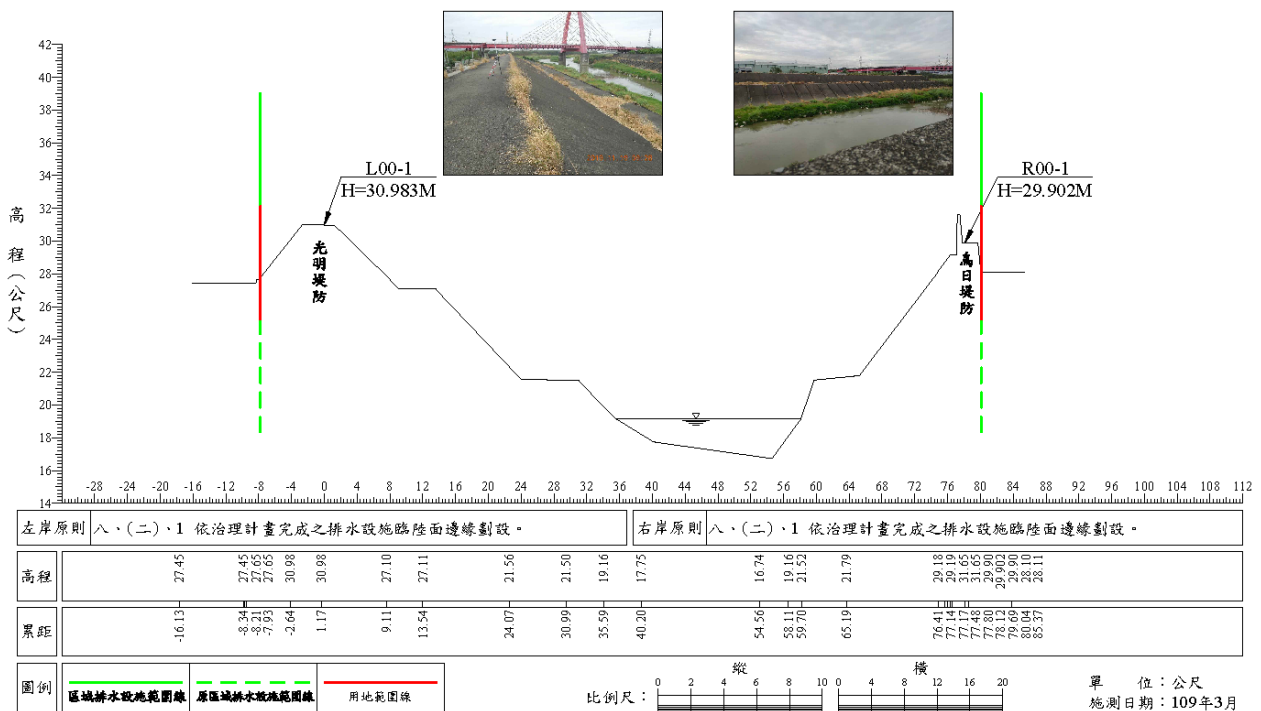 42
40
38
36
34
32
30
28
26
24
22
20
18
16
14
高程(公尺)
L00-1
H=30.983M
R00-1
H=29.902M
光明堤防
烏日堤防
-28 -24 -20 -16 -12 -8 -4 0 4 8 12 16 20 24 28 32 36 40 44 48 52 56 60 64 68 72 76 80 84 88 92 96 100 104 108 112
左岸原則 八、(二)、1 依治理計畫完成之排水設施臨陸面邊緣劃設。
右岸原則 八、(二)、1 依治理計畫完成之排水設施臨陸面邊緣劃設。
高程 27.45 27.45 27.65 27.65 30.98 30.98 27.10 27.11 21.56 21.50 19.16 17.75 16.74 19.16 21.52 21.79 29.18 29.19 31.65 31.65 29.90 29.902 29.90 28.10 28.11
累距 -16.13 -8.34 -8.21 -7.93 -2.64 1.17 9.11 13.54 24.07 30.99 35.59 40.20 54.56 58.11 59.70 65.19 76.41 77.14 77.17 77.48 77.80 78.12 79.69 80.04 85.37
圖例 區域排水設施範圍線 原區域排水設施範圍線 用地範圍線
比例尺：
縱
0 2 4 6 8 10
橫
0 4 8 12 16 20
單 位：公尺
施測日期：109年3月